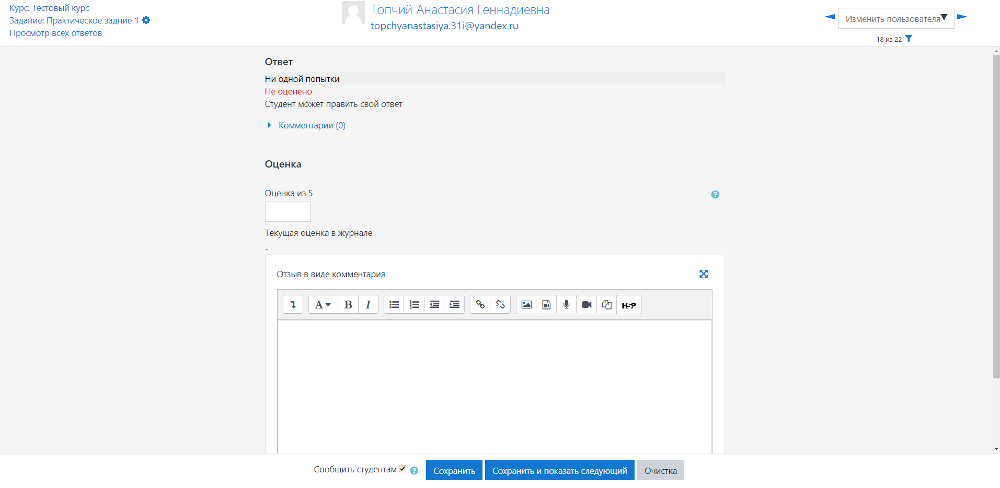 Курс: Тестовый курс
Задание: Практическое задние 1
Просмотр всех ответов
Топчий Анастасия Геннадиевна
topchyanastasiya.31i@yandex.ru
Изменить пользователя
18 из 22
Ответ
Ни одной попытки
Не оценено
Студент может править свой ответ
Комментарии (0)
Оценка
Оценка из 5
Текущая оценка в журнале
-
Отзыв в виде комментария
A B I H5P
Сообщить студентам Сохранить Сохранить и показать следующий Очистка